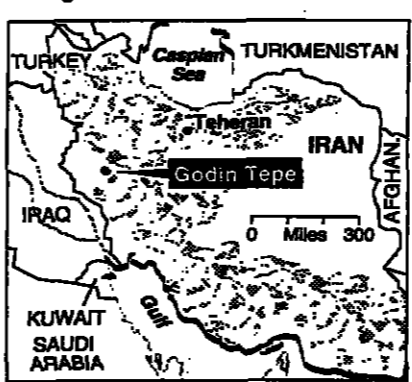 TURKEY
Caspian
Sea
TURKMENISTAN
Teheran
IRAN
AFGHAN.
Godin Tepe
IRAQ
0 Miles 300
KUWAIT
Gulf
SAUDI
ARABIA